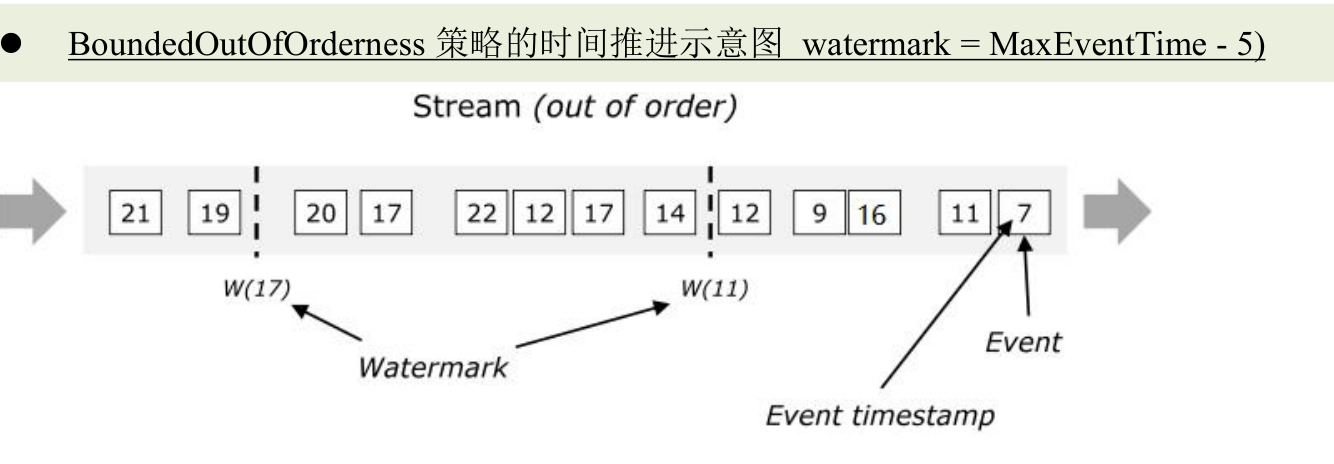 ● BoundedOutOfOrderness 策略的时间推进示意图 watermark = MaxEventTime - 5)
Stream (out of order)
21 19 20 17 22 12 17 14 12 9 16 11 7
W(17) W(11)
Event
Watermark
Event timestamp